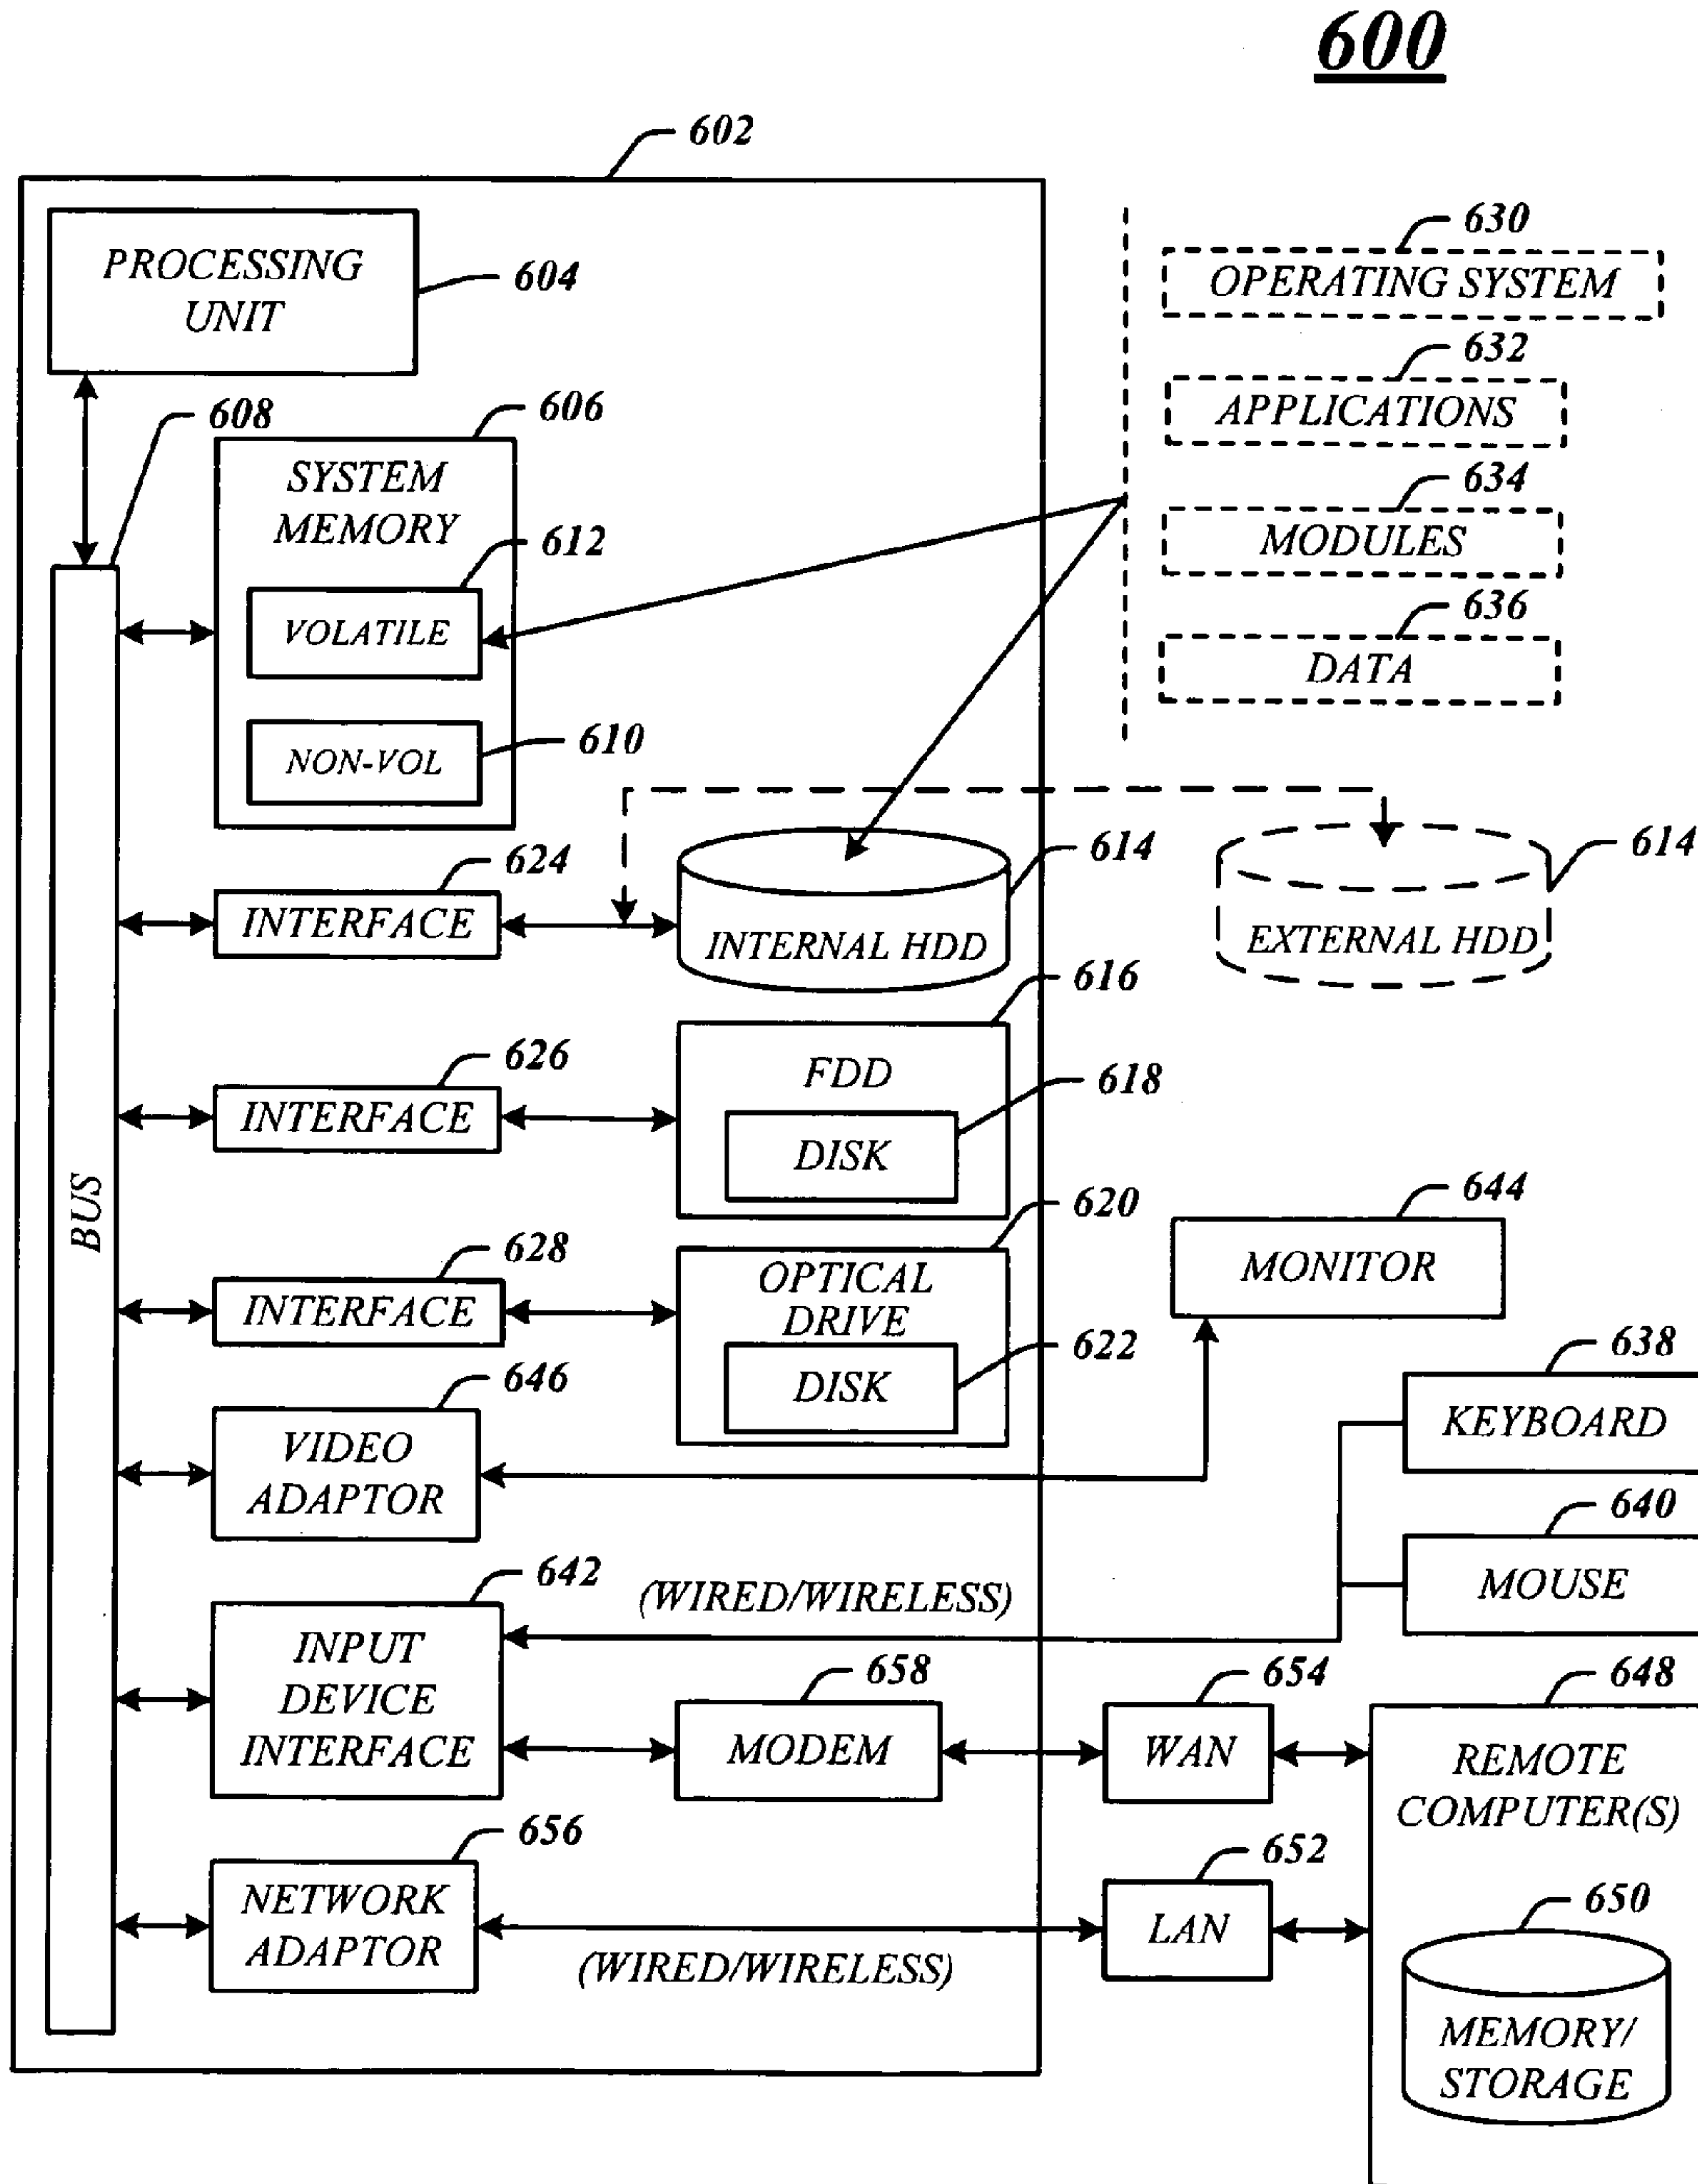 600
602
PROCESSING
UNIT
604
630
OPERATING SYSTEM
632
APPLICATIONS
634
MODULES
636
DATA
608
606
SYSTEM
MEMORY
612
VOLATILE
610
NON-VOL
BUS
624
INTERFACE
614
INTERNAL HDD
614
EXTERNAL HDD
616
626
INTERFACE
FDD
618
DISK
620
628
INTERFACE
OPTICAL
DRIVE
622
DISK
644
MONITOR
638
KEYBOARD
646
VIDEO
ADAPTOR
640
MOUSE
642
(WIRED/WIRELESS)
INPUT
DEVICE
INTERFACE
658
MODEM
654
WAN
648
REMOTE
COMPUTER(S)
656
NETWORK
ADAPTOR
(WIRED/WIRELESS)
652
LAN
650
MEMORY/
STORAGE